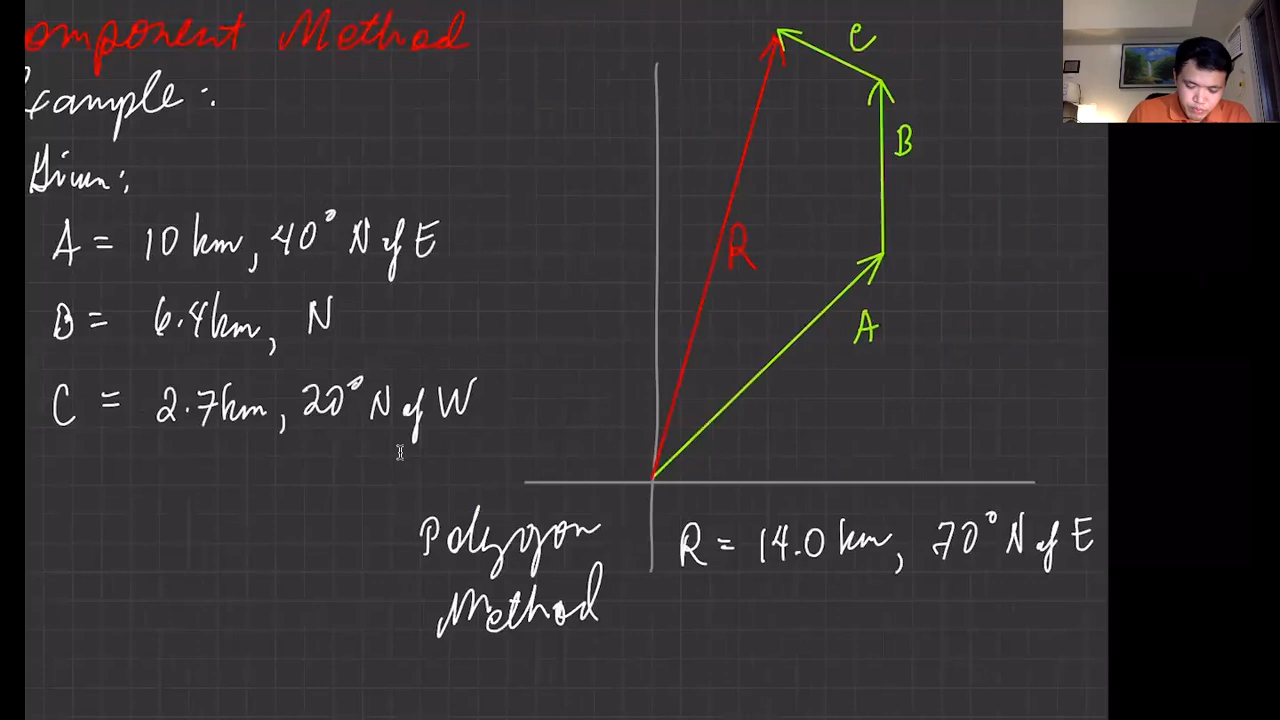 omponent Method
Example:
Given:
A = 10 km, 40° N of E
B = 6.4 km, N
C = 2.7 km, 20° N of W
C
B
R
A
Polygon
Method
R = 14.0 km, 70° N of E